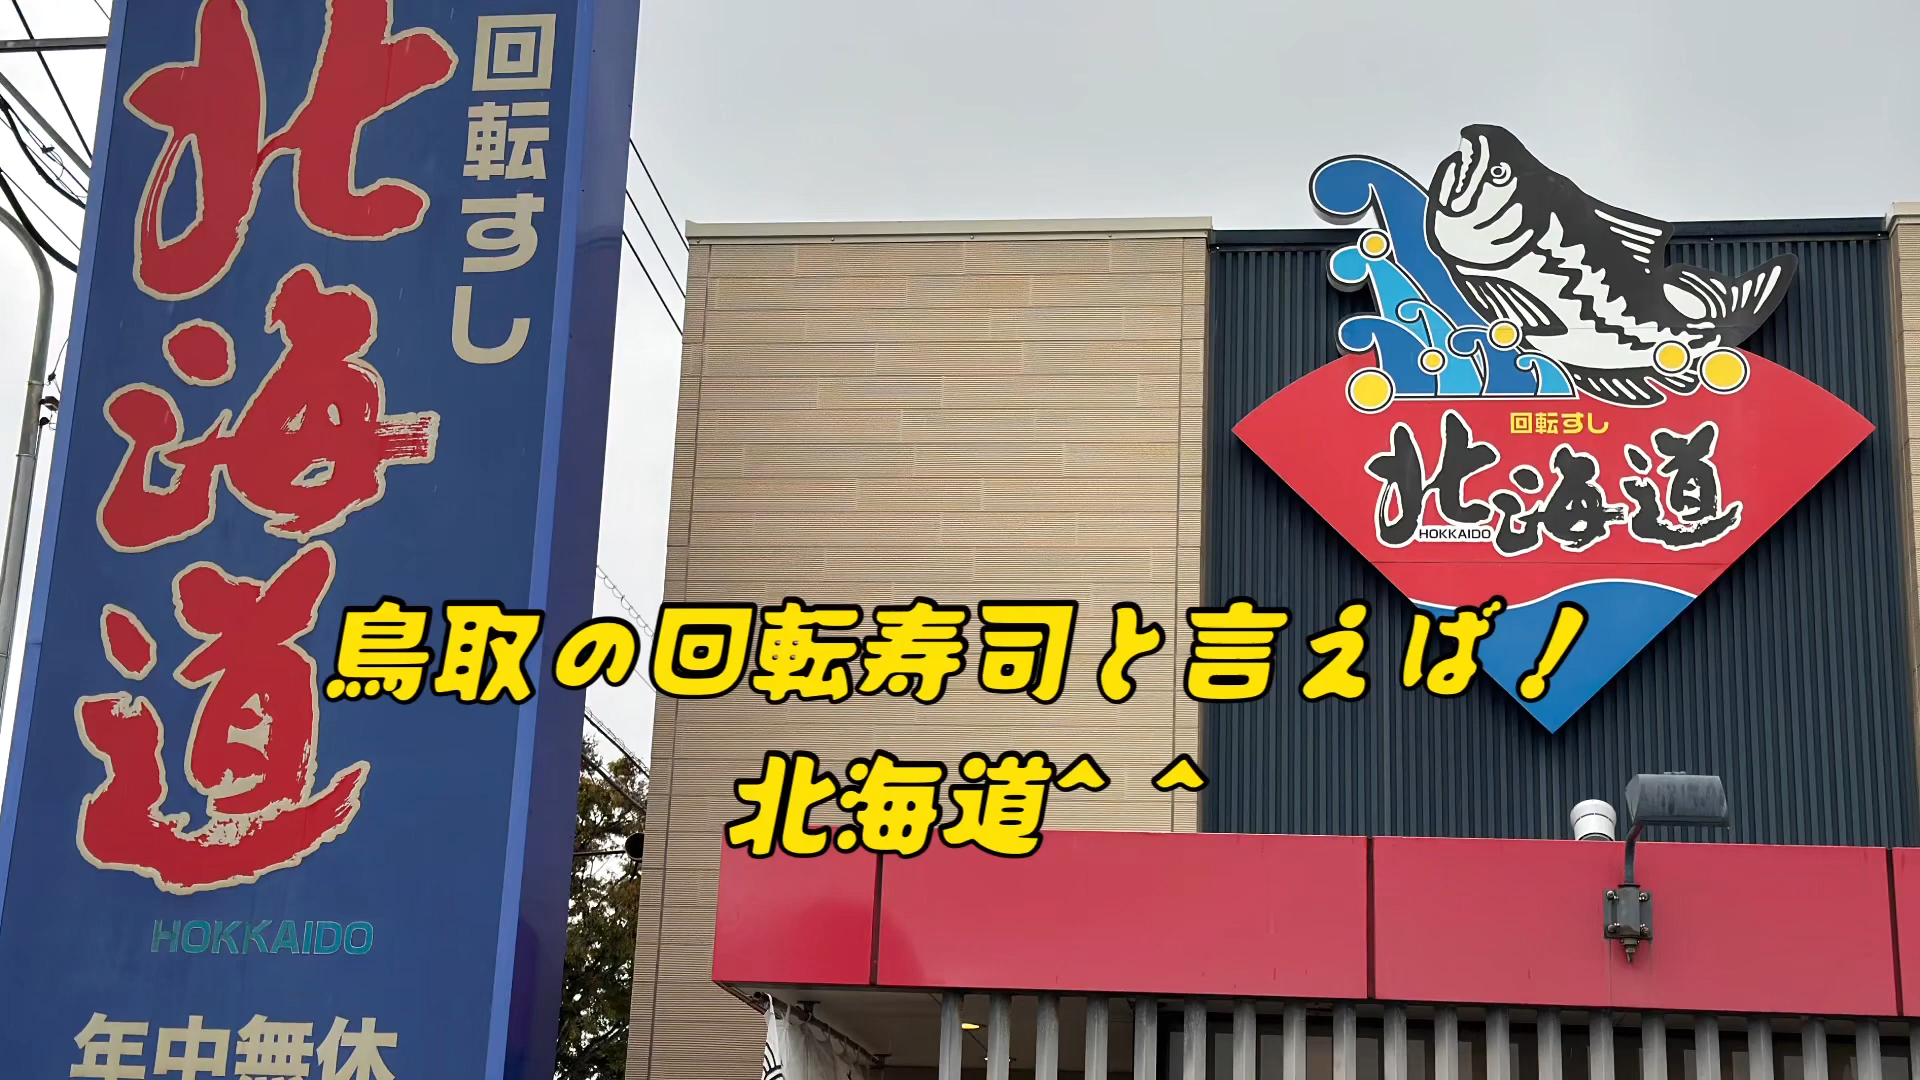 回転すし
北海道
HOKKAIDO
年中無休
回転すし
北海道
HOKKAIDO
鳥取の回転寿司と言えば！
北海道^ ^